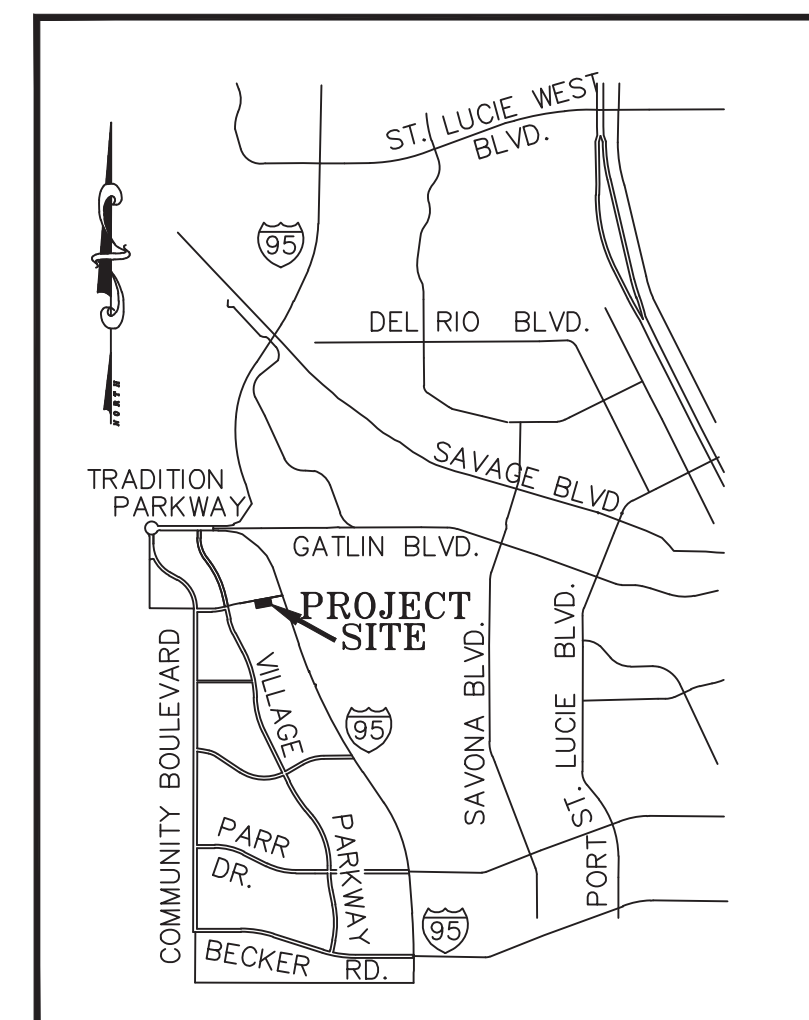 ST. LUCIE WEST
BLVD.
95
NORTH
DEL RIO BLVD.
TRADITION
PARKWAY
SAVAGE BLVD
GATLIN BLVD.
PROJECT
SITE
COMMUNITY BOULEVARD
VILLAGE
PARKWAY
95
SAVONA BLVD.
PORT ST. LUCIE BLVD.
PARR
DR.
95
BECKER RD.